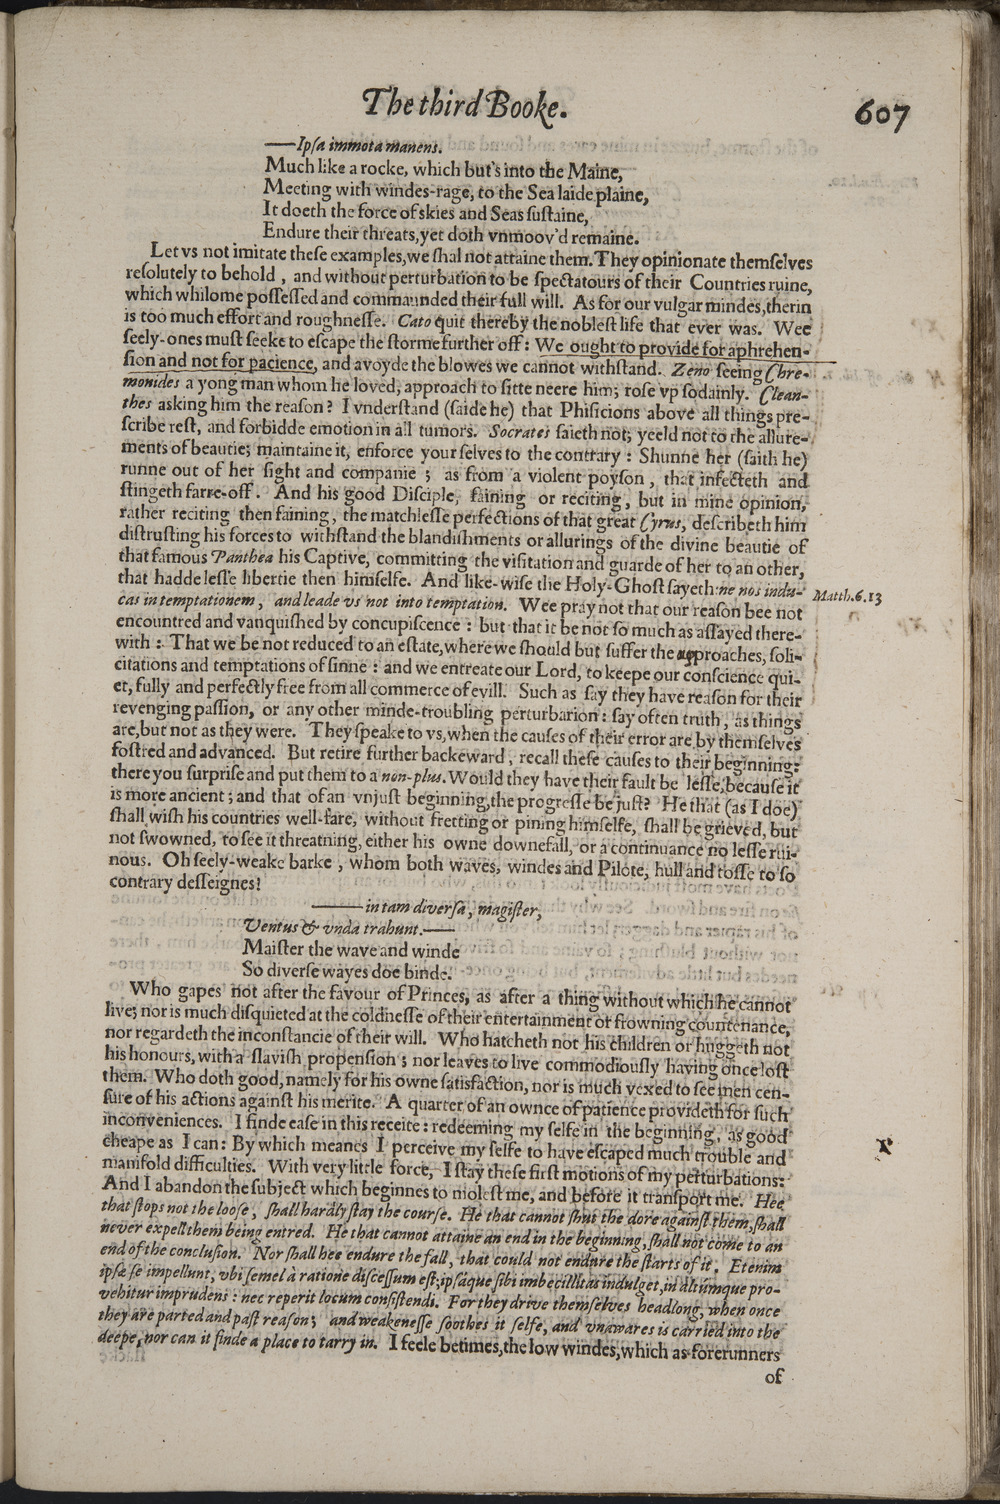 The third Booke. 607
——Ipſa immota manens.
Much like a rocke, which but's into the Maine,
Meeting with windes-rage, to the Sea laide plaine,
It doeth the force of skies and Seas ſuſtaine,
Endure their threats, yet doth vnmoov'd remaine.
Let vs not imitate theſe examples, we ſhal not attaine them. They opinionate themſelves
reſolutely to behold, and without perturbation to be ſpectatours of their Countries ruine,
which whilome poſſeſſed and commaunded their full will. As for our vulgar mindes, therin
is too much effort and roughneſſe. Cato quit thereby the nobleſt life that ever was. Wee
ſeely-ones muſt ſeeke to eſcape the ſtorme further off: We ought to provide for aphrehen-
ſion and not for pacience, and avoyde the blowes we cannot withſtand. Zeno ſeeing Chre-
monides a yong man whom he loved, approach to ſitte neere him; roſe vp ſodainly. Clean-
thes asking him the reaſon? I vnderſtand (ſaide he) that Phiſicions above all things pre-
ſcribe reſt, and forbidde emotion in all tumors. Socrates ſaieth not; yeeld not to the allure-
ments of beautie; maintaine it, enforce your ſelves to the contrary: Shunne her (ſaith he)
runne out of her ſight and companie; as from a violent poyſon, that infecteth and
ſtingeth farre-off. And his good Diſciple, faining or reciting, but in mine opinion,
rather reciting then faining, the matchleſſe perfections of that great Cyrus, deſcribeth him
diſtruſting his forces to withſtand the blandiſhments or allurings of the divine beautie of
that famous Panthea his Captive, committing the viſitation and guarde of her to an other,
that hadde leſſe libertie then himſelfe. And like-wiſe the Holy-Ghoſt ſayeth: ne nos indu-
Matth. 6.13
cas in temptationem, and leade vs not into temptation. Wee pray not that our reaſon bee not
encountred and vanquiſhed by concupiſcence: but that it be not ſo much as aſſayed there-
with: That we be not reduced to an eſtate, where we ſhould but ſuffer the approaches, ſoli-
citations and temptations of ſinne: and we entreate our Lord, to keepe our conſcience qui-
et, fully and perfectly free from all commerce of evill. Such as ſay they have reaſon for their
revenging paſſion, or any other minde-troubling perturbarion: ſay often truth, as things
are, but not as they were. They ſpeake to vs, when the cauſes of their error are by themſelves
foſtred and advanced. But retire further backeward, recall theſe cauſes to their beginning:
there you ſurpriſe and put them to a non-plus. Would they have their fault be leſſe, becauſe it
is more ancient; and that of an vnjuſt beginning, the progreſſe be juſt? He that (as I doe)
ſhall wiſh his countries well-fare, without fretting or pining himſelfe, ſhall be grieved, but
not ſwowned, to ſee it threatning, either his owne downefall, or a continuance no leſſe rui-
nous. Oh ſeely-weake barke, whom both waves, windes and Pilote, hull and toſſe to ſo
contrary deſſeignes!
——in tam diverſa, magiſter,
Ventus & vnda trahunt.——
Maiſter the wave and winde
So diverſe wayes doe binde.
Who gapes not after the favour of Princes, as after a thing without which he cannot
live; nor is much diſquieted at the coldineſſe of their entertainment or frowning countenance,
nor regardeth the inconſtancie of their will. Who hatcheth not his children or huggeth not
his honours, with a ſlaviſh propenſion; nor leaves to live commodiouſly having once loſt
them. Who doth good, namely for his owne ſatisfaction, nor is much vexed to ſee men cen-
ſure of his actions againſt his merite. A quarter of an ownce of patience provideth for ſuch
inconveniences. I finde eaſe in this receite: redeeming my ſelfe in the beginning, as good
cheape as I can: By which meanes I perceive my ſelfe to have eſcaped much trouble and
manifold difficulties. With very little force, I ſtay theſe firſt motions of my perturbations:
And I abandon the ſubject which beginnes to moleſt me, and before it tranſport me. Hee
that ſtops not the looſe, ſhall hardly ſtay the courſe. He that cannot ſhut the dore againſt them, ſhall
never expell them being entred. He that cannot attaine an end in the beginning, ſhall not come to an
end of the concluſion. Nor ſhall hee endure the fall, that could not endure the ſtarts of it. Etenim
ipſæ ſe impellunt, vbi ſemel à ratione diſceſſum eſt; ipſáque ſibi imbecillitas indulget, in altúmque pro-
vehitur imprudens: nec reperit locum conſiſtendi. For they drive themſelves headlong, when once
they are parted and paſt reaſon; and weakeneſſe ſoothes it ſelfe, and vnawares is carried into the
deepe, nor can it finde a place to tarry in. I feele betimes, the low windes, which as forerunners
of